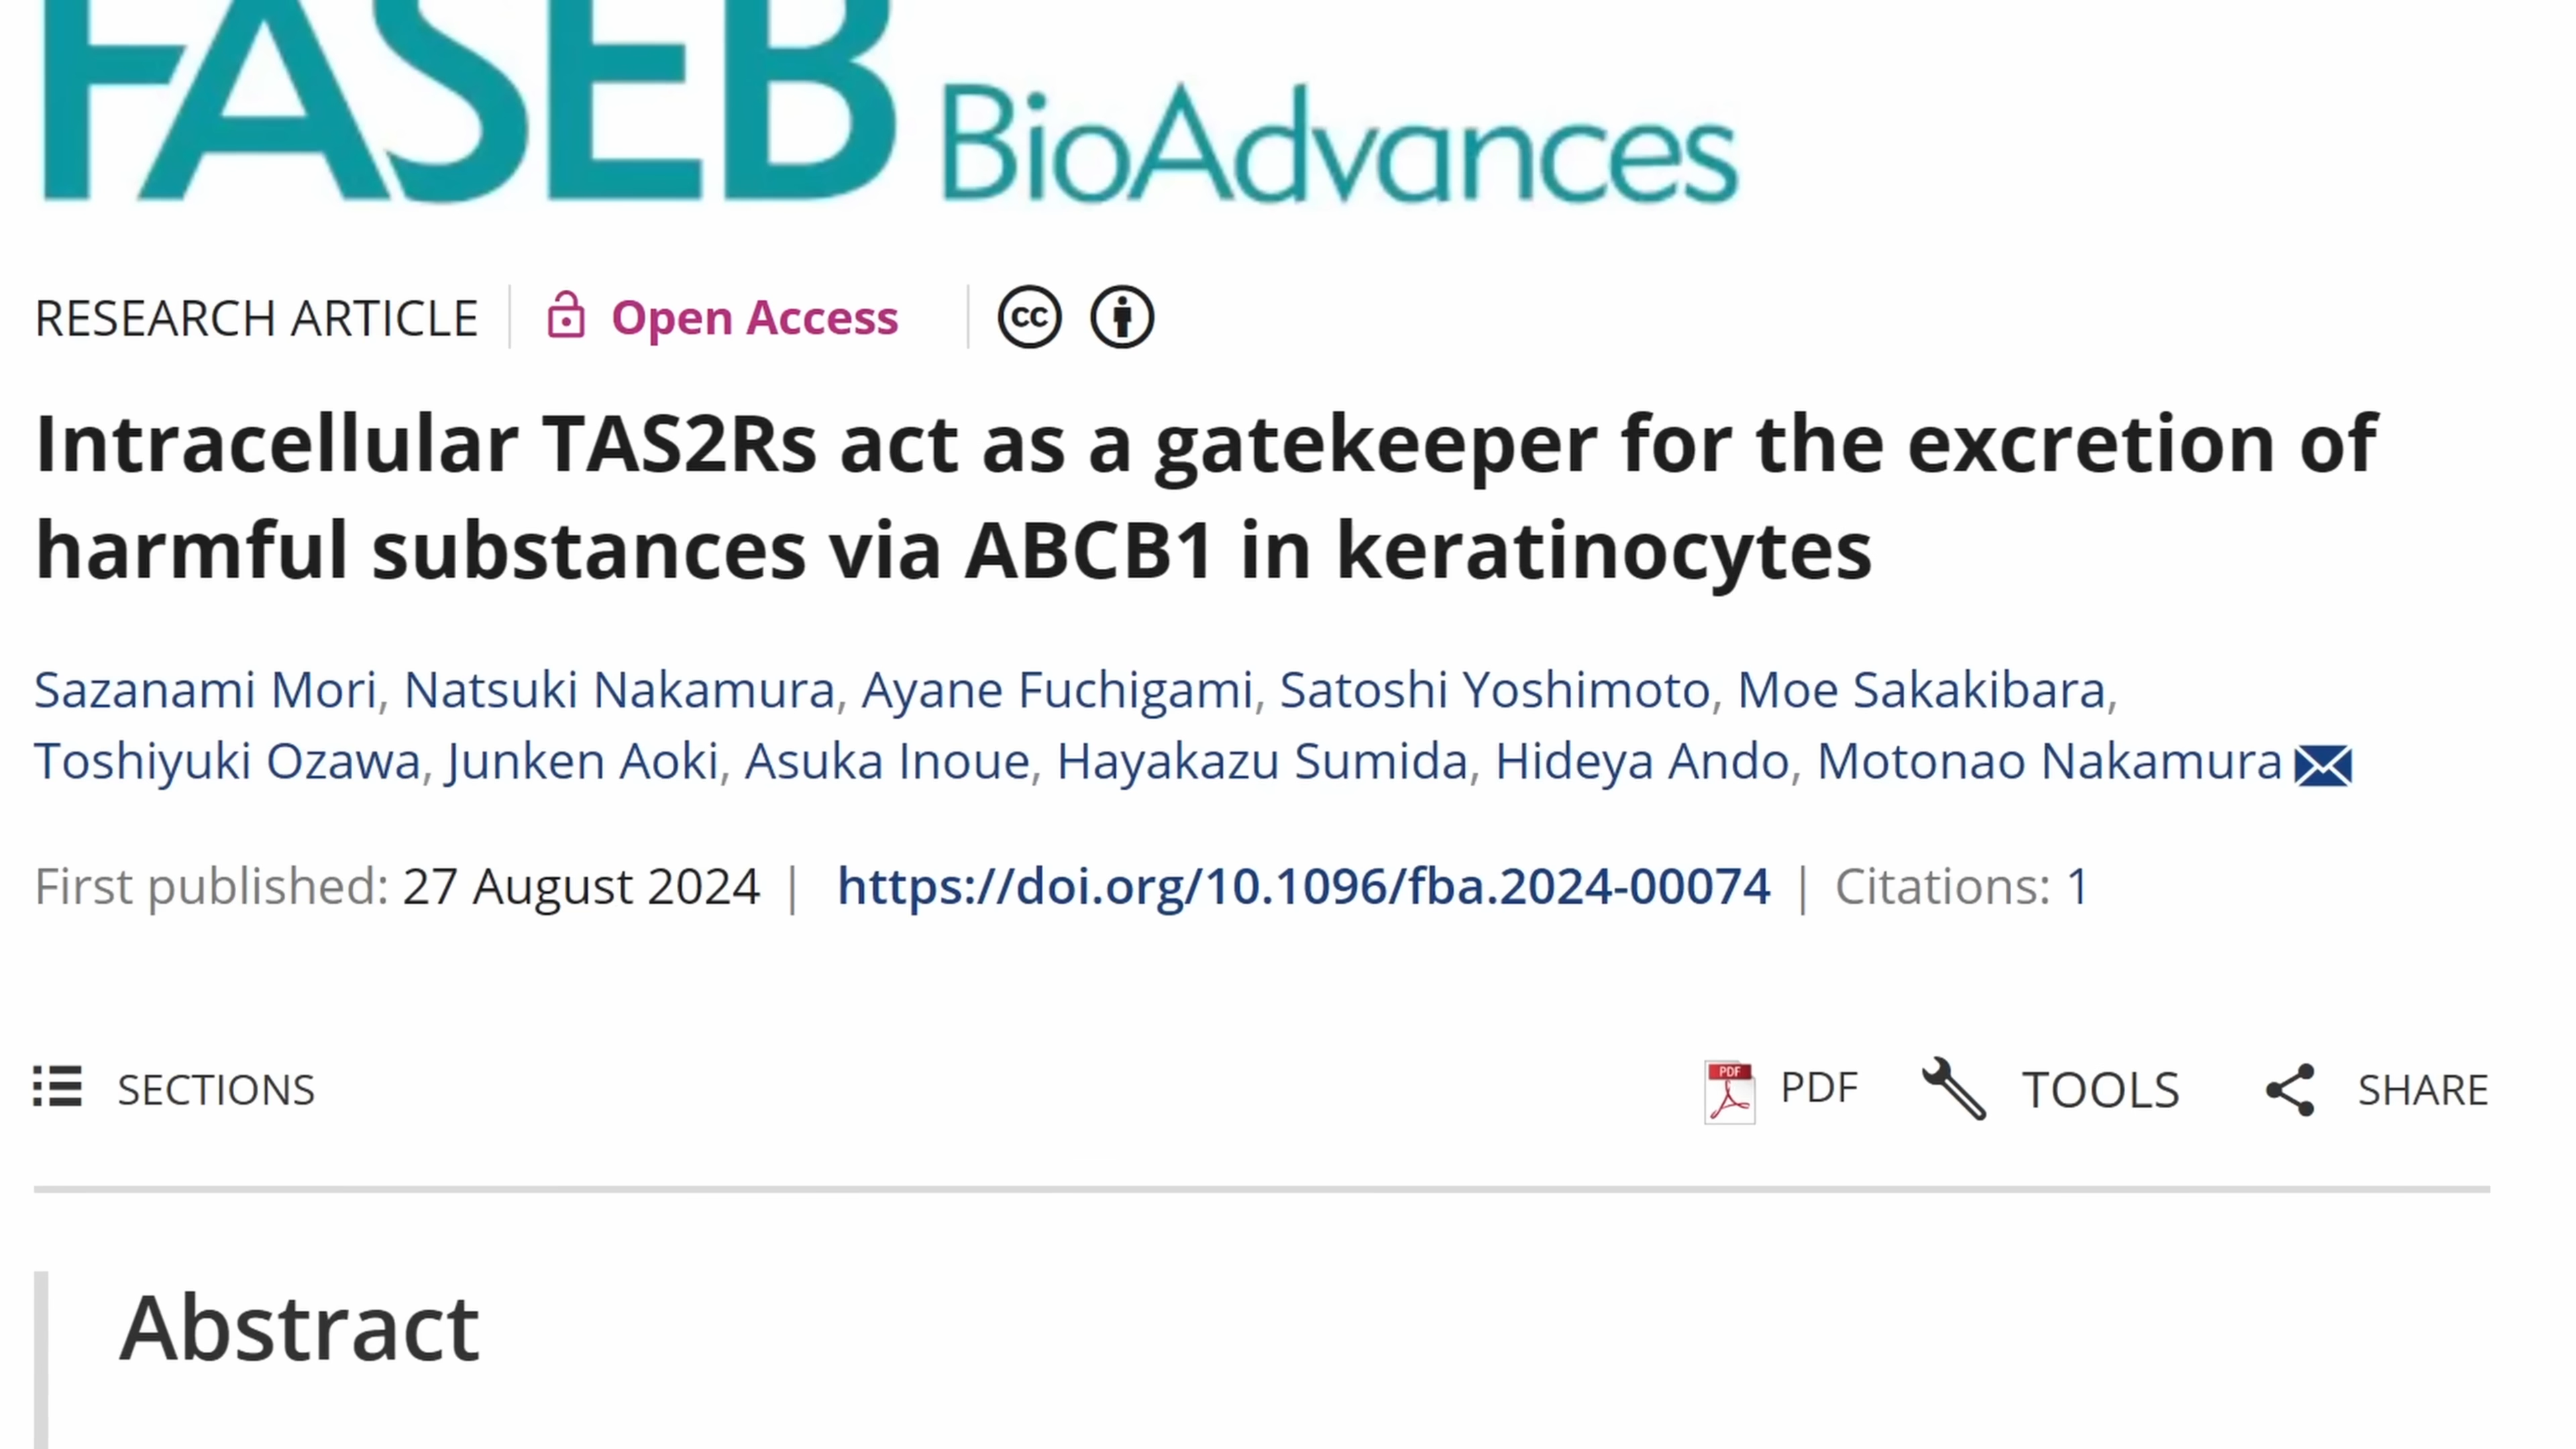 FASEB BioAdvances
RESEARCH ARTICLE Open Access cc
Intracellular TAS2Rs act as a gatekeeper for the excretion of
harmful substances via ABCB1 in keratinocytes
Sazanami Mori, Natsuki Nakamura, Ayane Fuchigami, Satoshi Yoshimoto, Moe Sakakibara,
Toshiyuki Ozawa, Junken Aoki, Asuka Inoue, Hayakazu Sumida, Hideya Ando, Motonao Nakamura
First published: 27 August 2024 | https://doi.org/10.1096/fba.2024-00074 | Citations: 1
SECTIONS PDF PDF TOOLS SHARE
Abstract